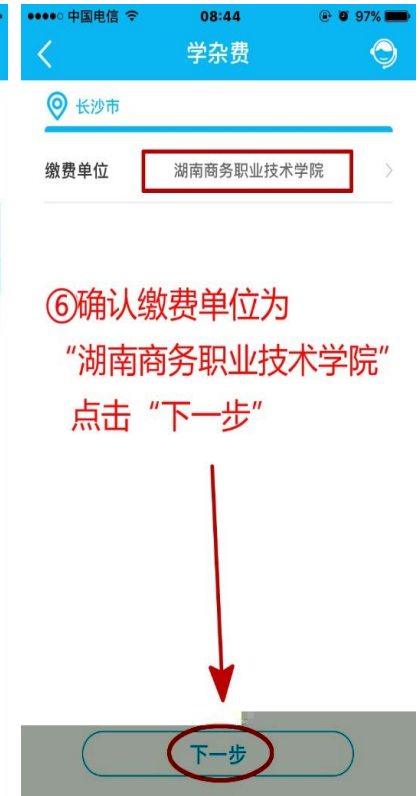 中国电信 08:44 97%
学杂费
长沙市
缴费单位 湖南商务职业技术学院
⑥确认缴费单位为
“湖南商务职业技术学院”
点击“下一步”
下一步